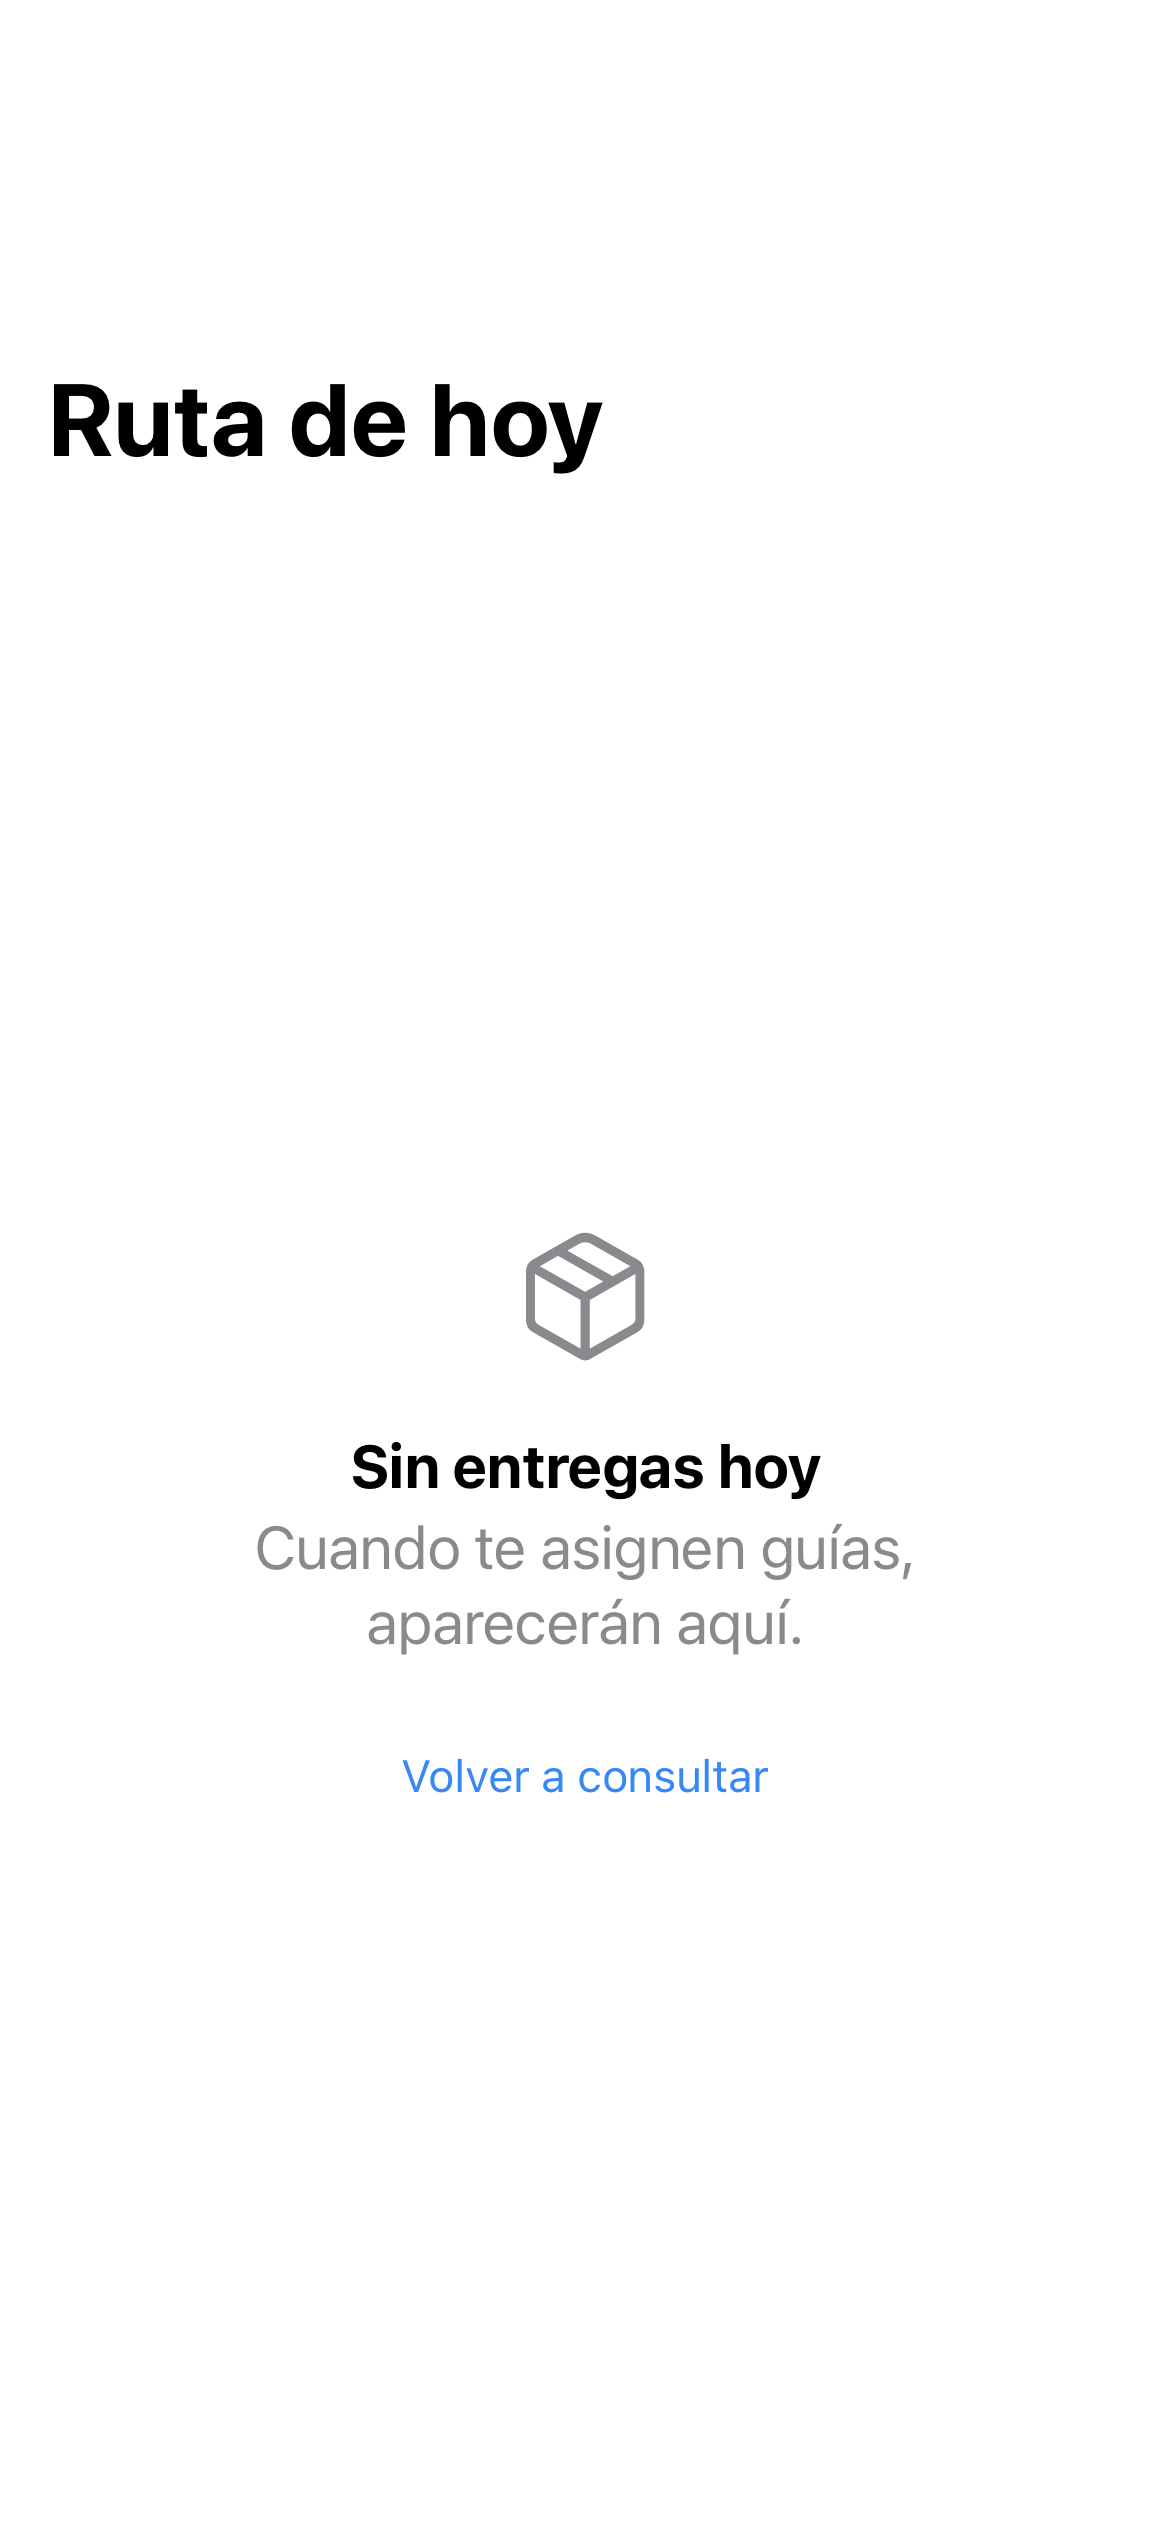 Ruta de hoy
Sin entregas hoy
Cuando te asignen guías,
aparecerán aquí.
Volver a consultar